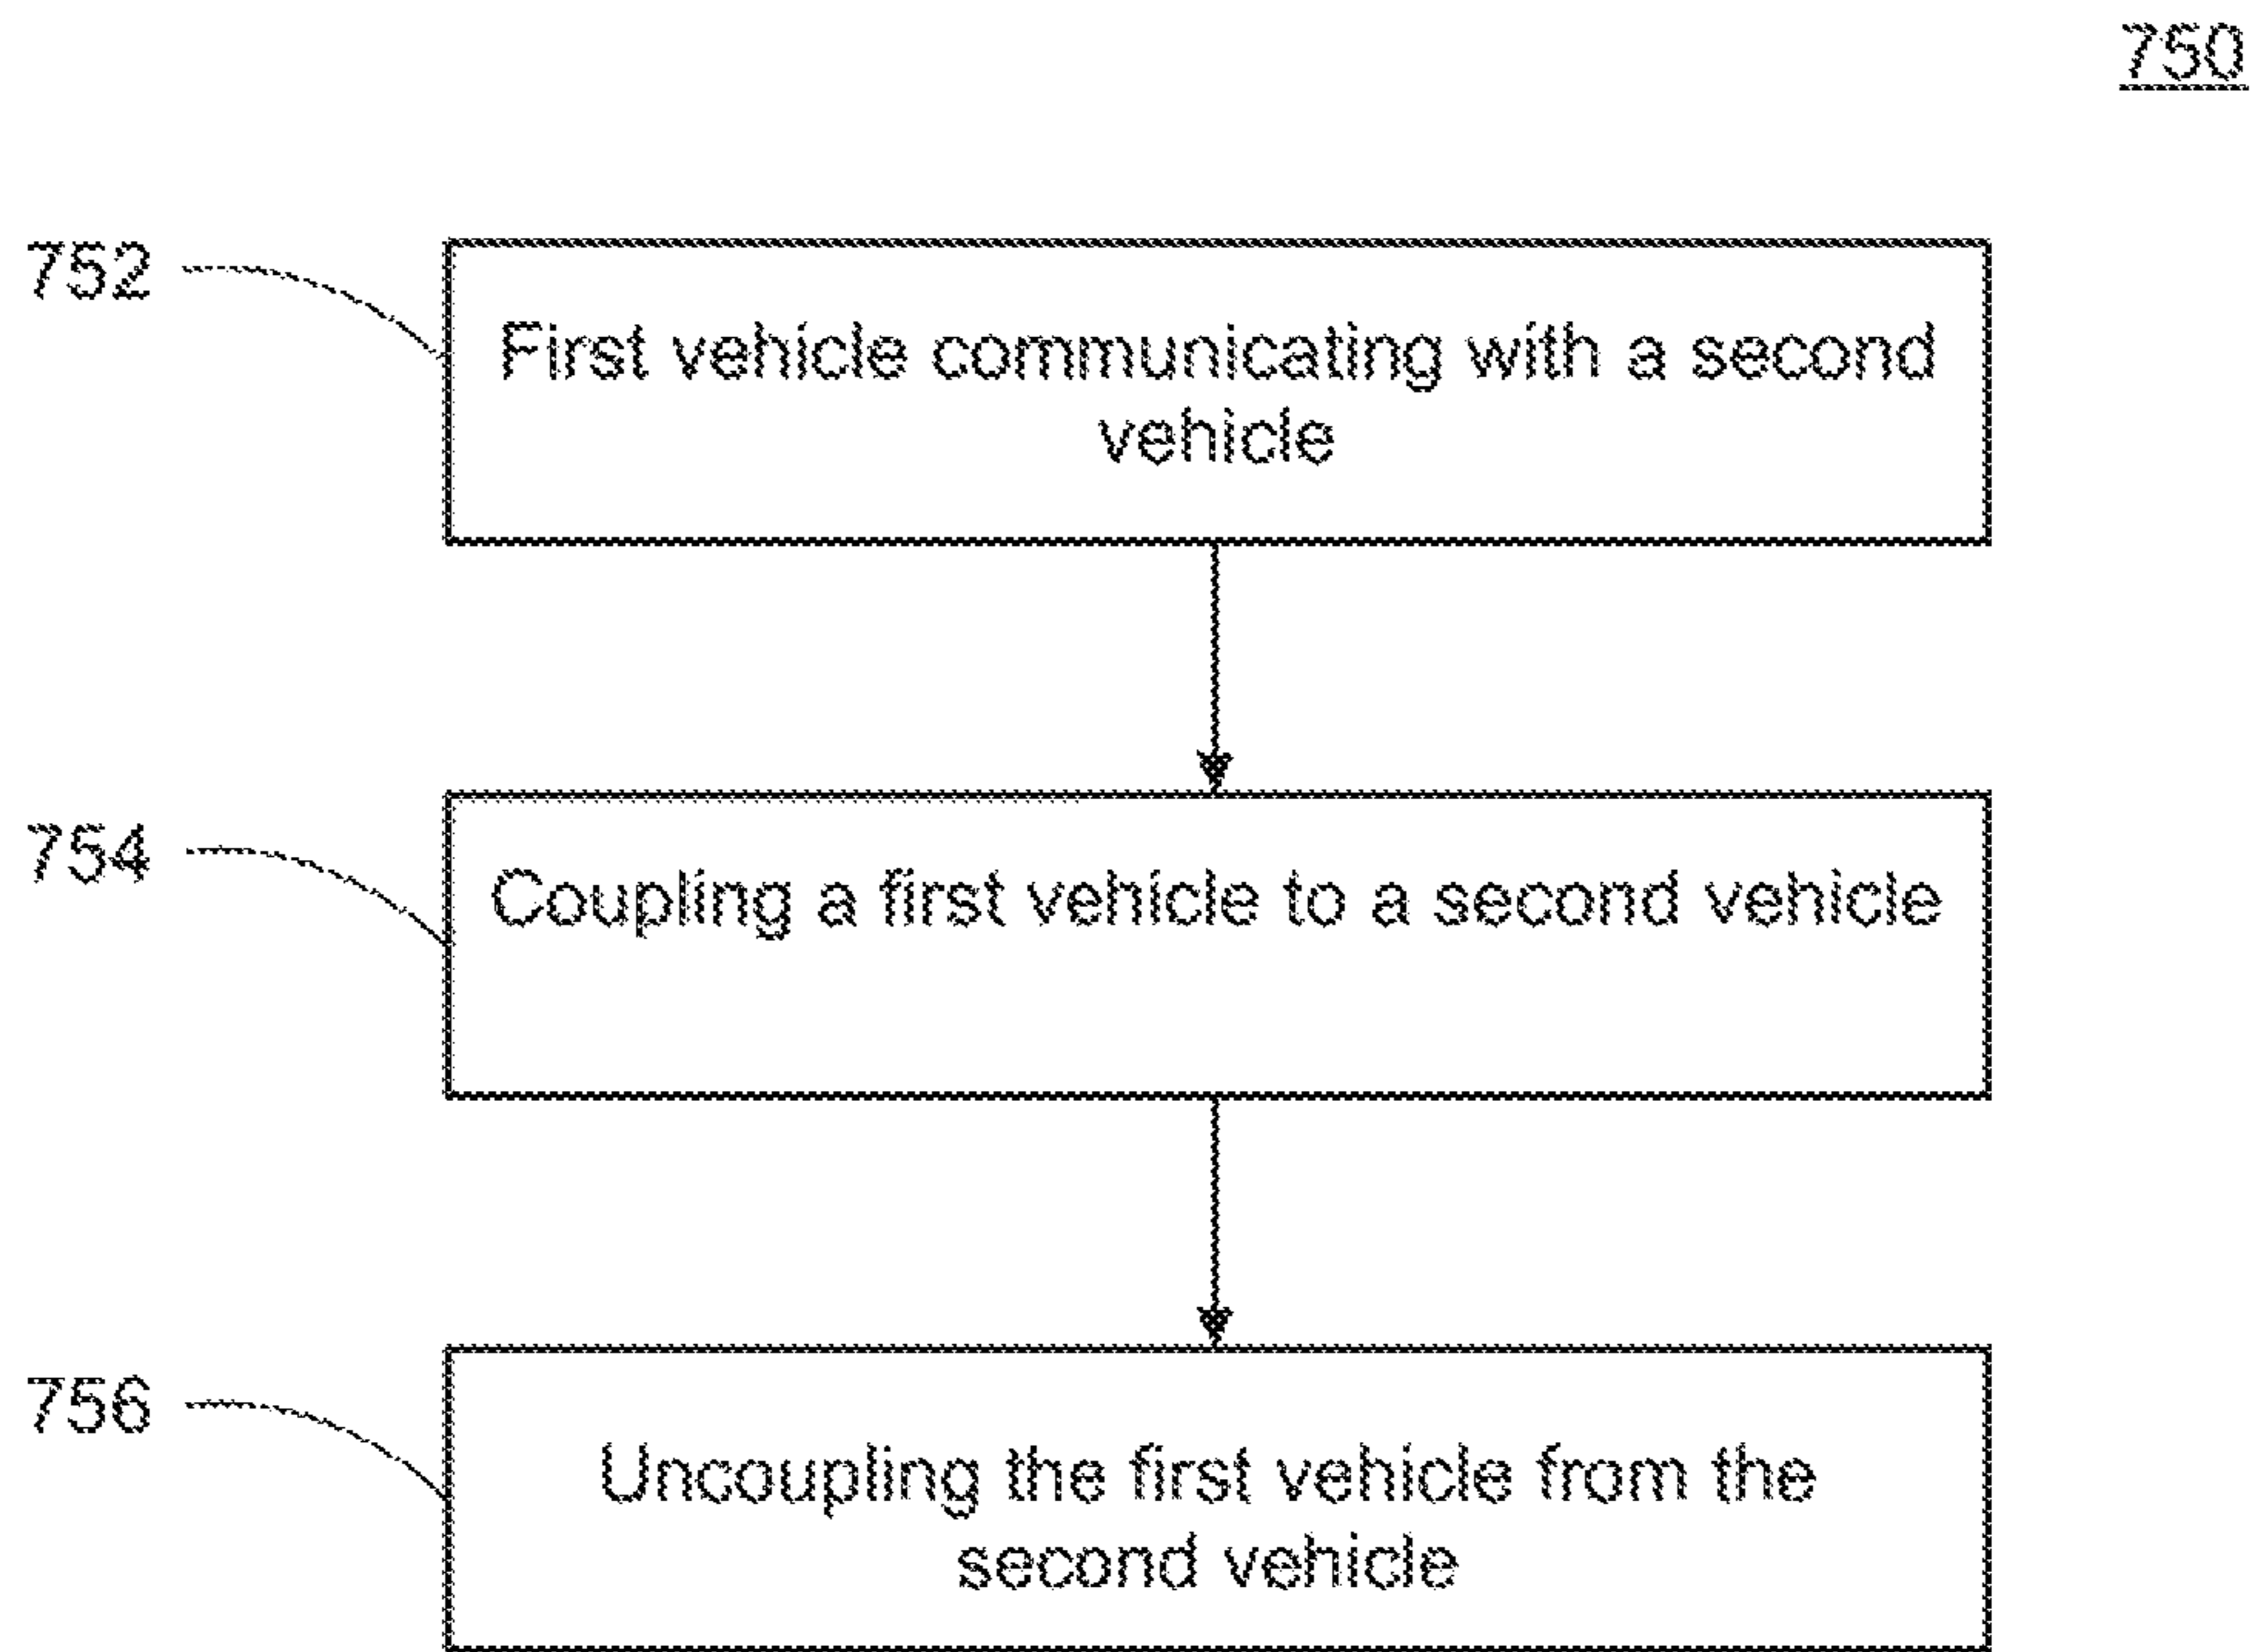 750
752
First vehicle communicating with a second
vehicle
754
Coupling a first vehicle to a second vehicle
756
Uncoupling the first vehicle from the
second vehicle